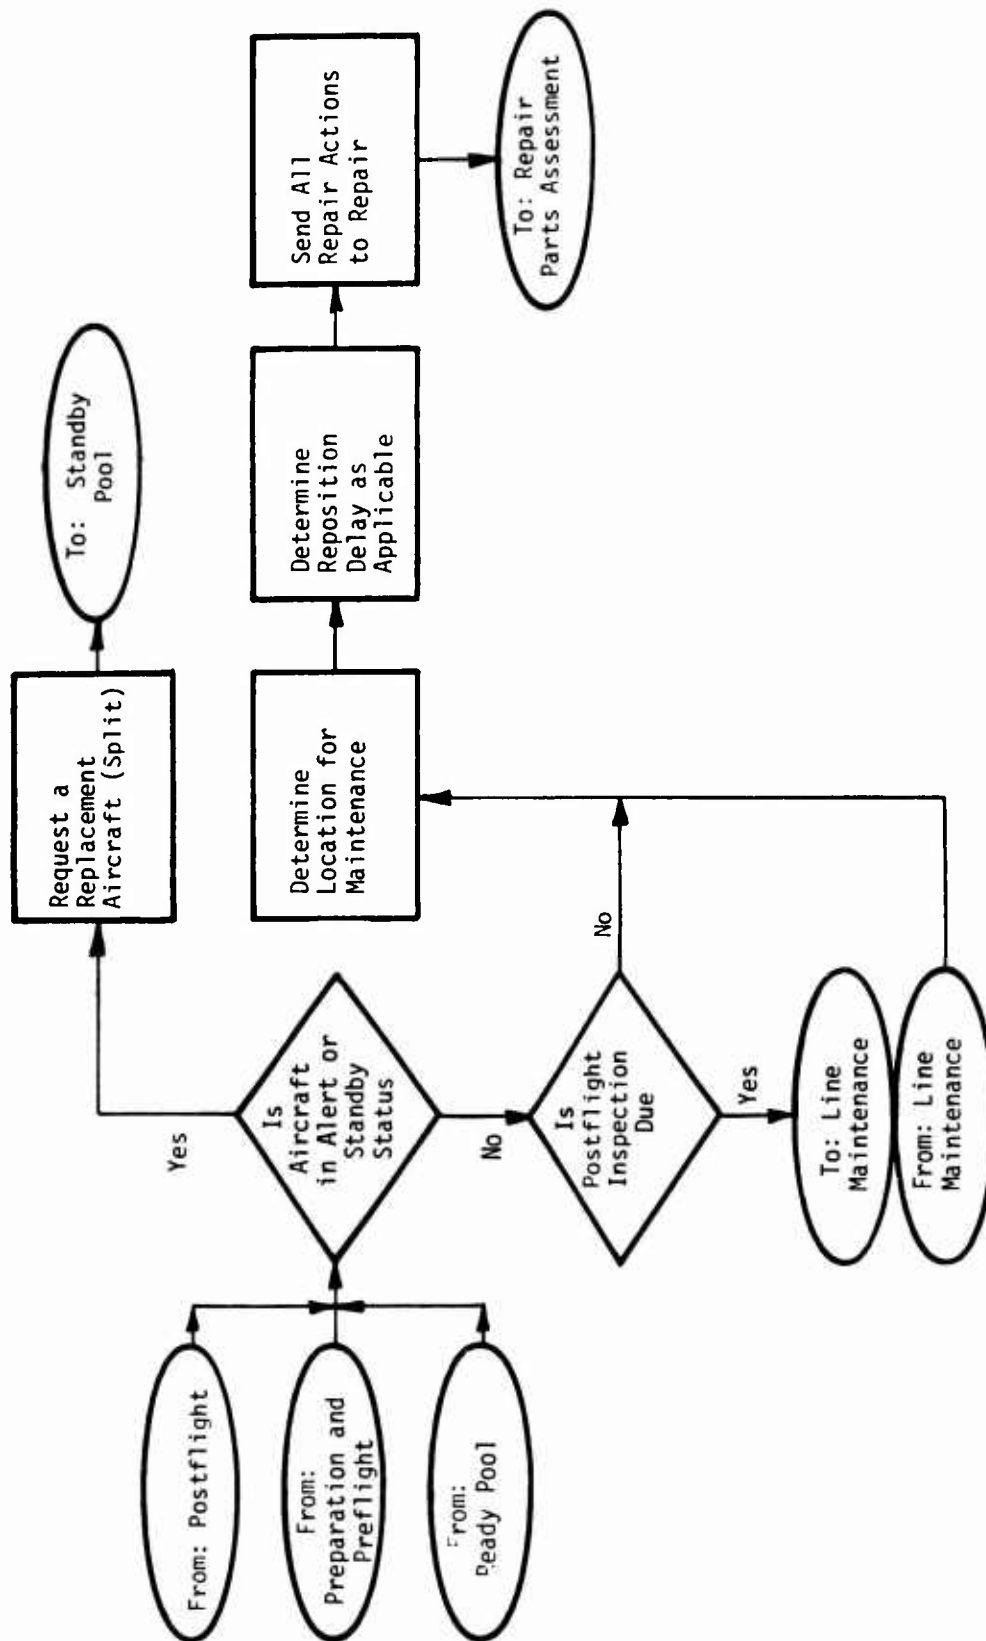 From: Postflight
From:
Preparation and
Preflight
From:
Ready Pool
Is
Aircraft
in Alert or
Standby
Status
Yes
No
Request a
Replacement
Aircraft (Split)
To: Standby
Pool
Is
Postflight
Inspection
Due
No
Yes
To: Line
Maintenance
From: Line
Maintenance
Determine
Location for
Maintenance
Determine
Reposition
Delay as
Applicable
Send All
Repair Actions
to Repair
To: Repair
Parts Assessment